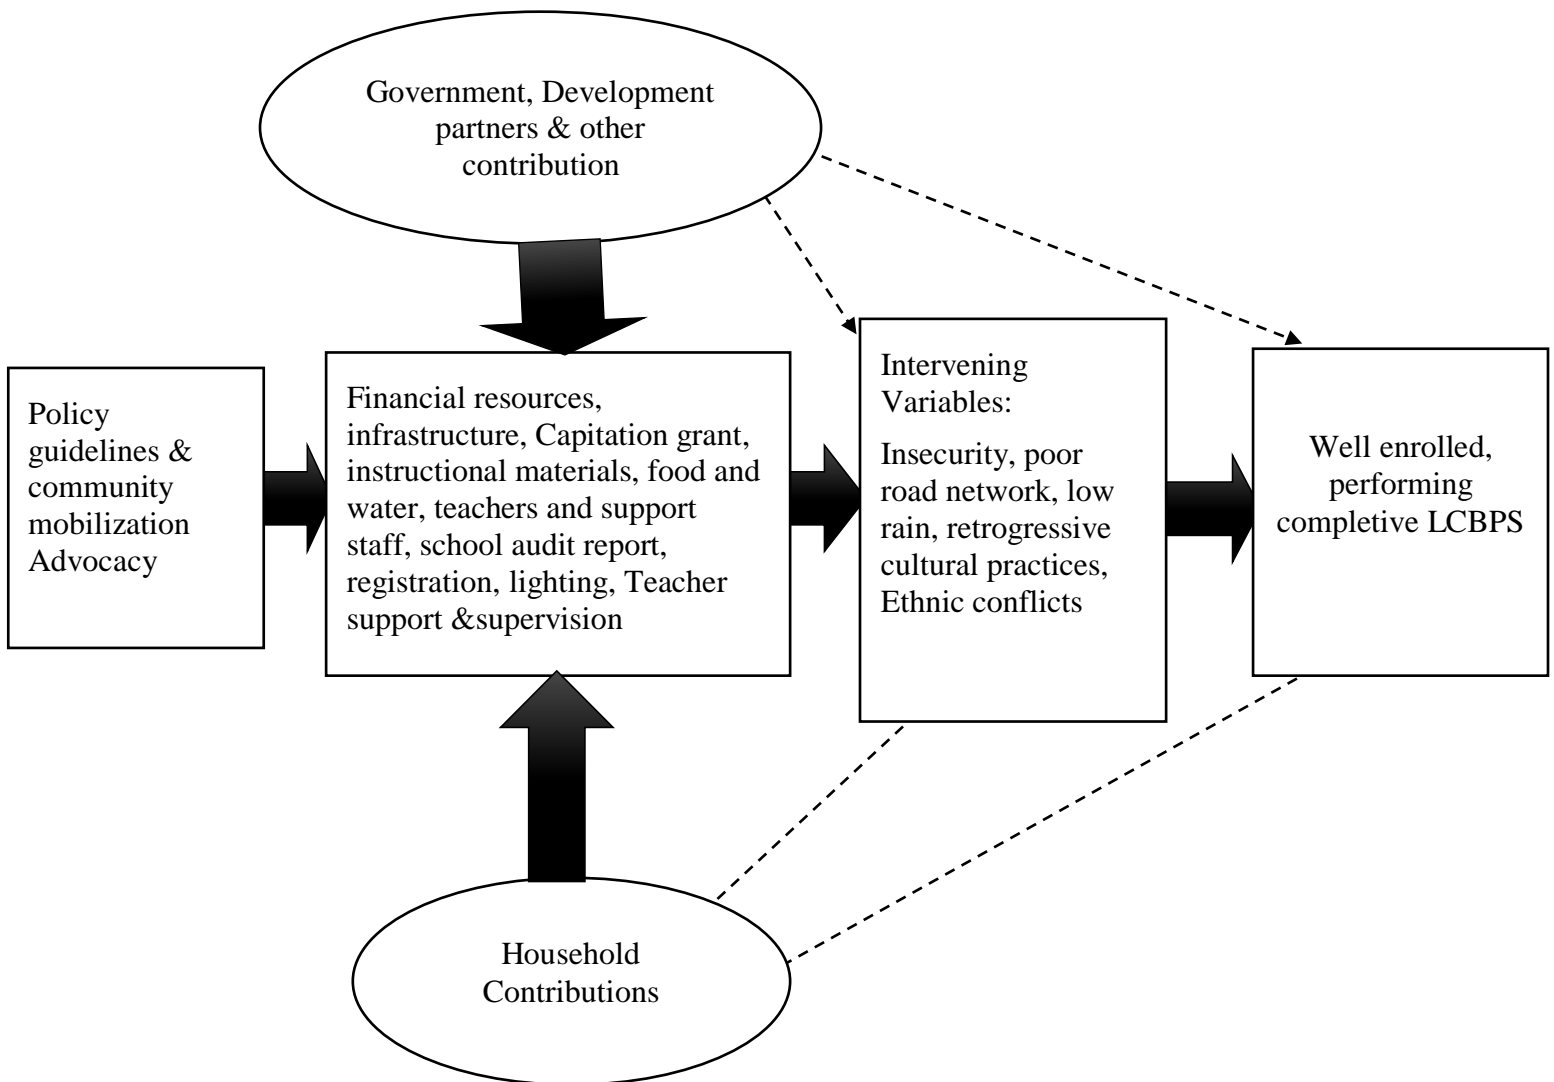 Government, Development
partners & other
contribution
Policy
guidelines &
community
mobilization
Advocacy
Financial resources,
infrastructure, Capitation grant,
instructional materials, food and
water, teachers and support
staff, school audit report,
registration, lighting, Teacher
support &supervision
Intervening
Variables:
Insecurity, poor
road network, low
rain, retrogressive
cultural practices,
Ethnic conflicts
Well enrolled,
performing
completive LCBPS
Household
Contributions